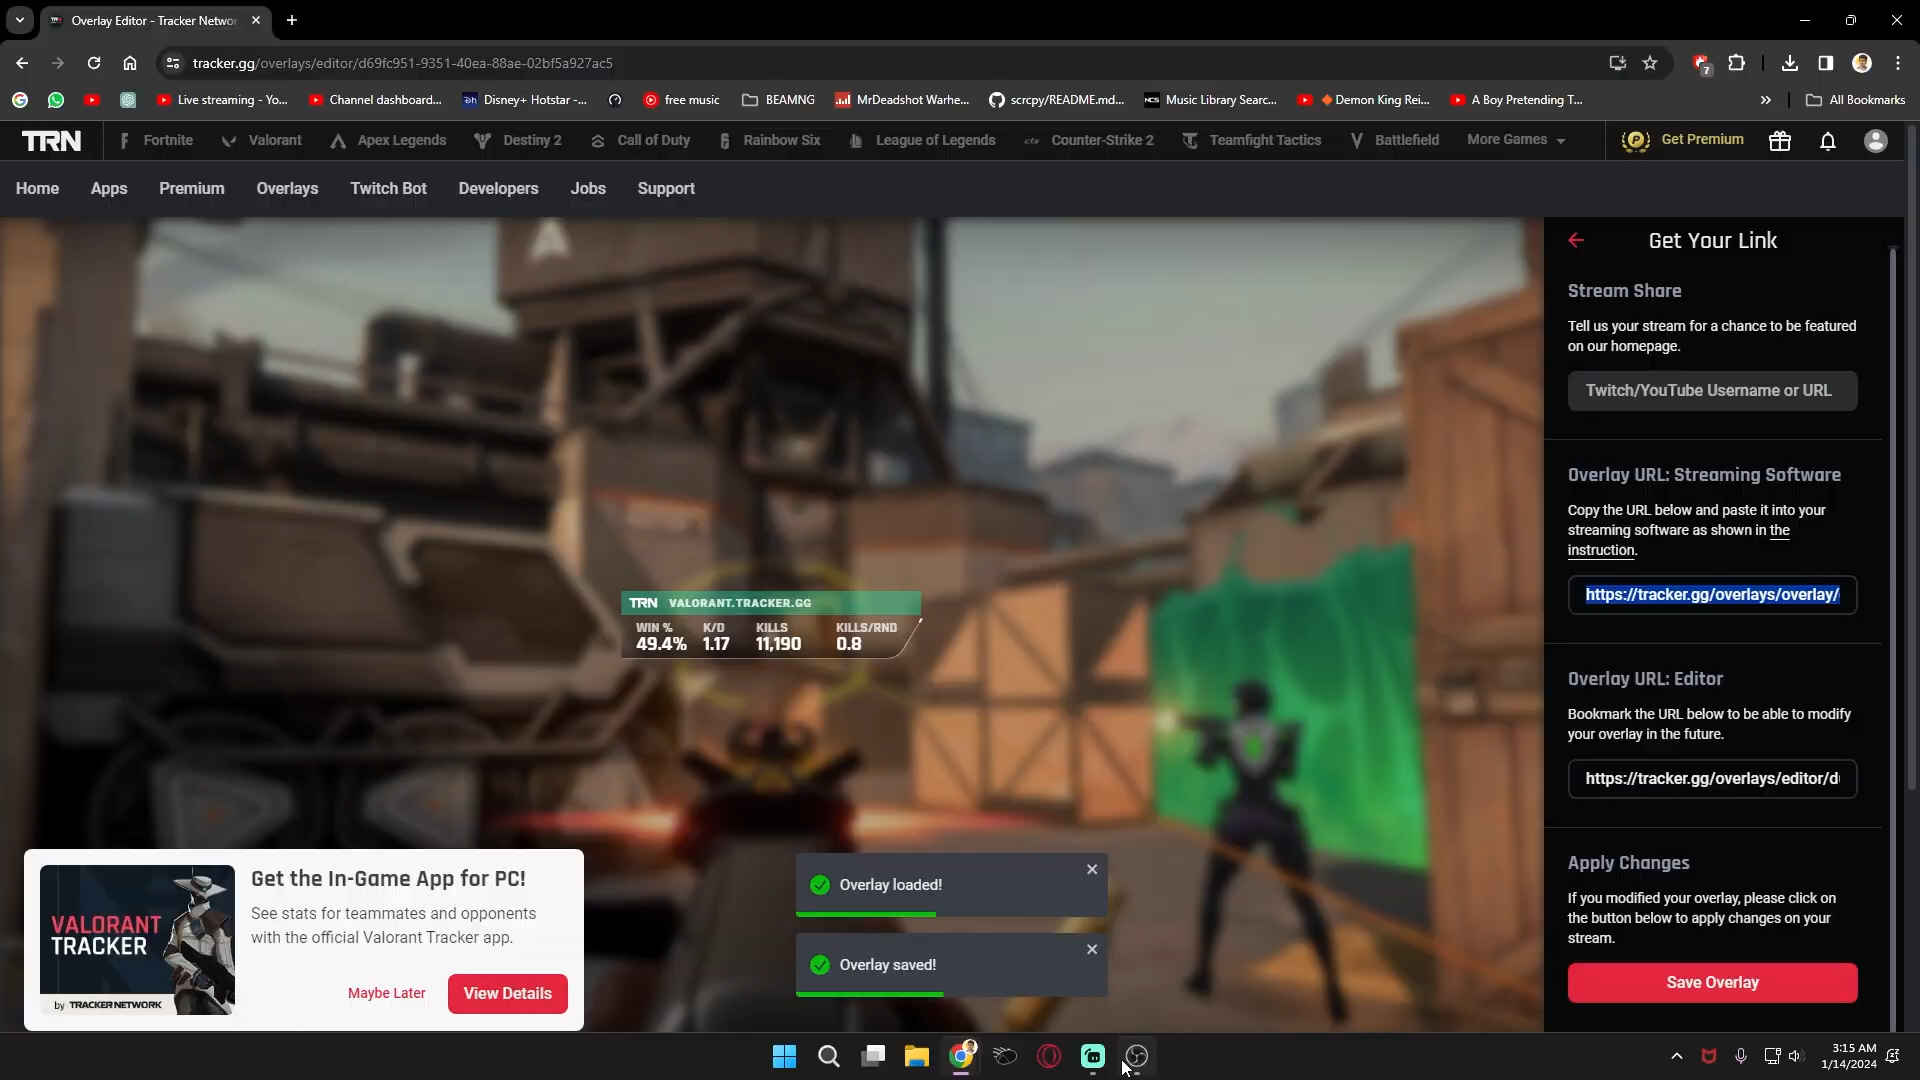 Overlay Editor - Tracker Networ
tracker.gg/overlays/editor/d69fc951-9351-40ea-88ae-02bf5a927ac5
7
Live streaming - Yo...
Channel dashboard...
Disney+ Hotstar -...
free music
BEAMNG
MrDeadshot Warhe...
scrcpy/README.md...
NCS
Music Library Searc...
Demon King Rei...
A Boy Pretending T...
All Bookmarks
TRN
Fortnite
Valorant
Apex Legends
Destiny 2
Call of Duty
Rainbow Six
League of Legends
Counter-Strike 2
Teamfight Tactics
Battlefield
More Games
Get Premium
Home
Apps
Premium
Overlays
Twitch Bot
Developers
Jobs
Support
A
TRN VALORANT.TRACKER.GG
WIN % K/D KILLS KILLS/RND
49.4% 1.17 11,190 0.8
Get Your Link
Stream Share
Tell us your stream for a chance to be featured
on our homepage.
Twitch/YouTube Username or URL
Overlay URL: Streaming Software
Copy the URL below and paste it into your
streaming software as shown in the
instruction.
https://tracker.gg/overlays/overlay/
Overlay URL: Editor
Bookmark the URL below to be able to modify
your overlay in the future.
https://tracker.gg/overlays/editor/d
Apply Changes
If you modified your overlay, please click on
the button below to apply changes on your
stream.
Save Overlay
VALORANT
TRACKER
by TRACKER NETWORK
Get the In-Game App for PC!
See stats for teammates and opponents
with the official Valorant Tracker app.
Maybe Later
View Details
Overlay loaded!
Overlay saved!
3:15 AM
1/14/2024